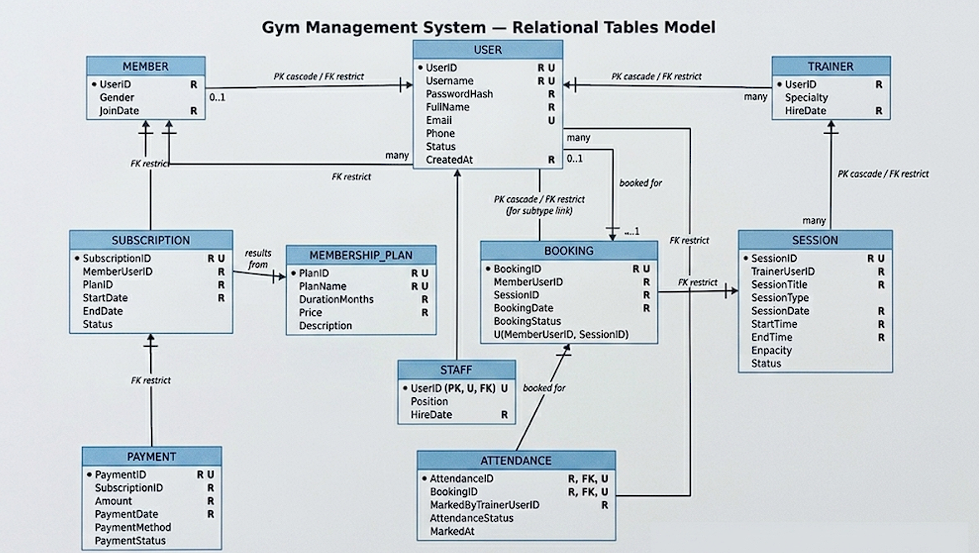 Gym Management System — Relational Tables Model
MEMBER
• UserID R
Gender
JoinDate R
USER
• UserID R U
Username R U
PasswordHash R
FullName R
Emaii U
Phone
Status
CreatedAt R
TRAINER
• UserID R
Specialty
HireDate R
PK cascade / FK restrict
0..1
PK cascade / FK restrict
many
many
0..1
many
FK restrict
FK restrict
PK cascade / FK restrict
(for subtype link)
booked for
...1
FK restrict
PK cascade / FK restrict
many
SUBSCRIPTION
• SubscriptionID R U
MemberUserID R
PlanID R
StartDate R
EndDate
Status
results
from
MEMBERSHIP_PLAN
• PlanID R U
PlanName R U
DurationMonths R
Price R
Description
BOOKING
• BookingID R U
MemberUserID R
SessionID R
BookingDate R
BookingStatus
U(MemberUserID, SessionID)
FK restrict
SESSION
• SessionID R U
TrainerUserID R
SessionTitle R
SessionType
SessionDate R
StartTime R
EndTime R
Enpacity
Status
FK restrict
STAFF
• UserID (PK, U, FK) U
Position
HireDate R
booked for
PAYMENT
• PaymentID R U
SubscriptionID R
Amount R
PaymentDate R
PaymentMethod
PaymentStatus
ATTENDANCE
• AttendanceID R, FK, U
BookingID R, FK, U
MarkedByTrainerUserID R
AttendanceStatus
MarkedAt